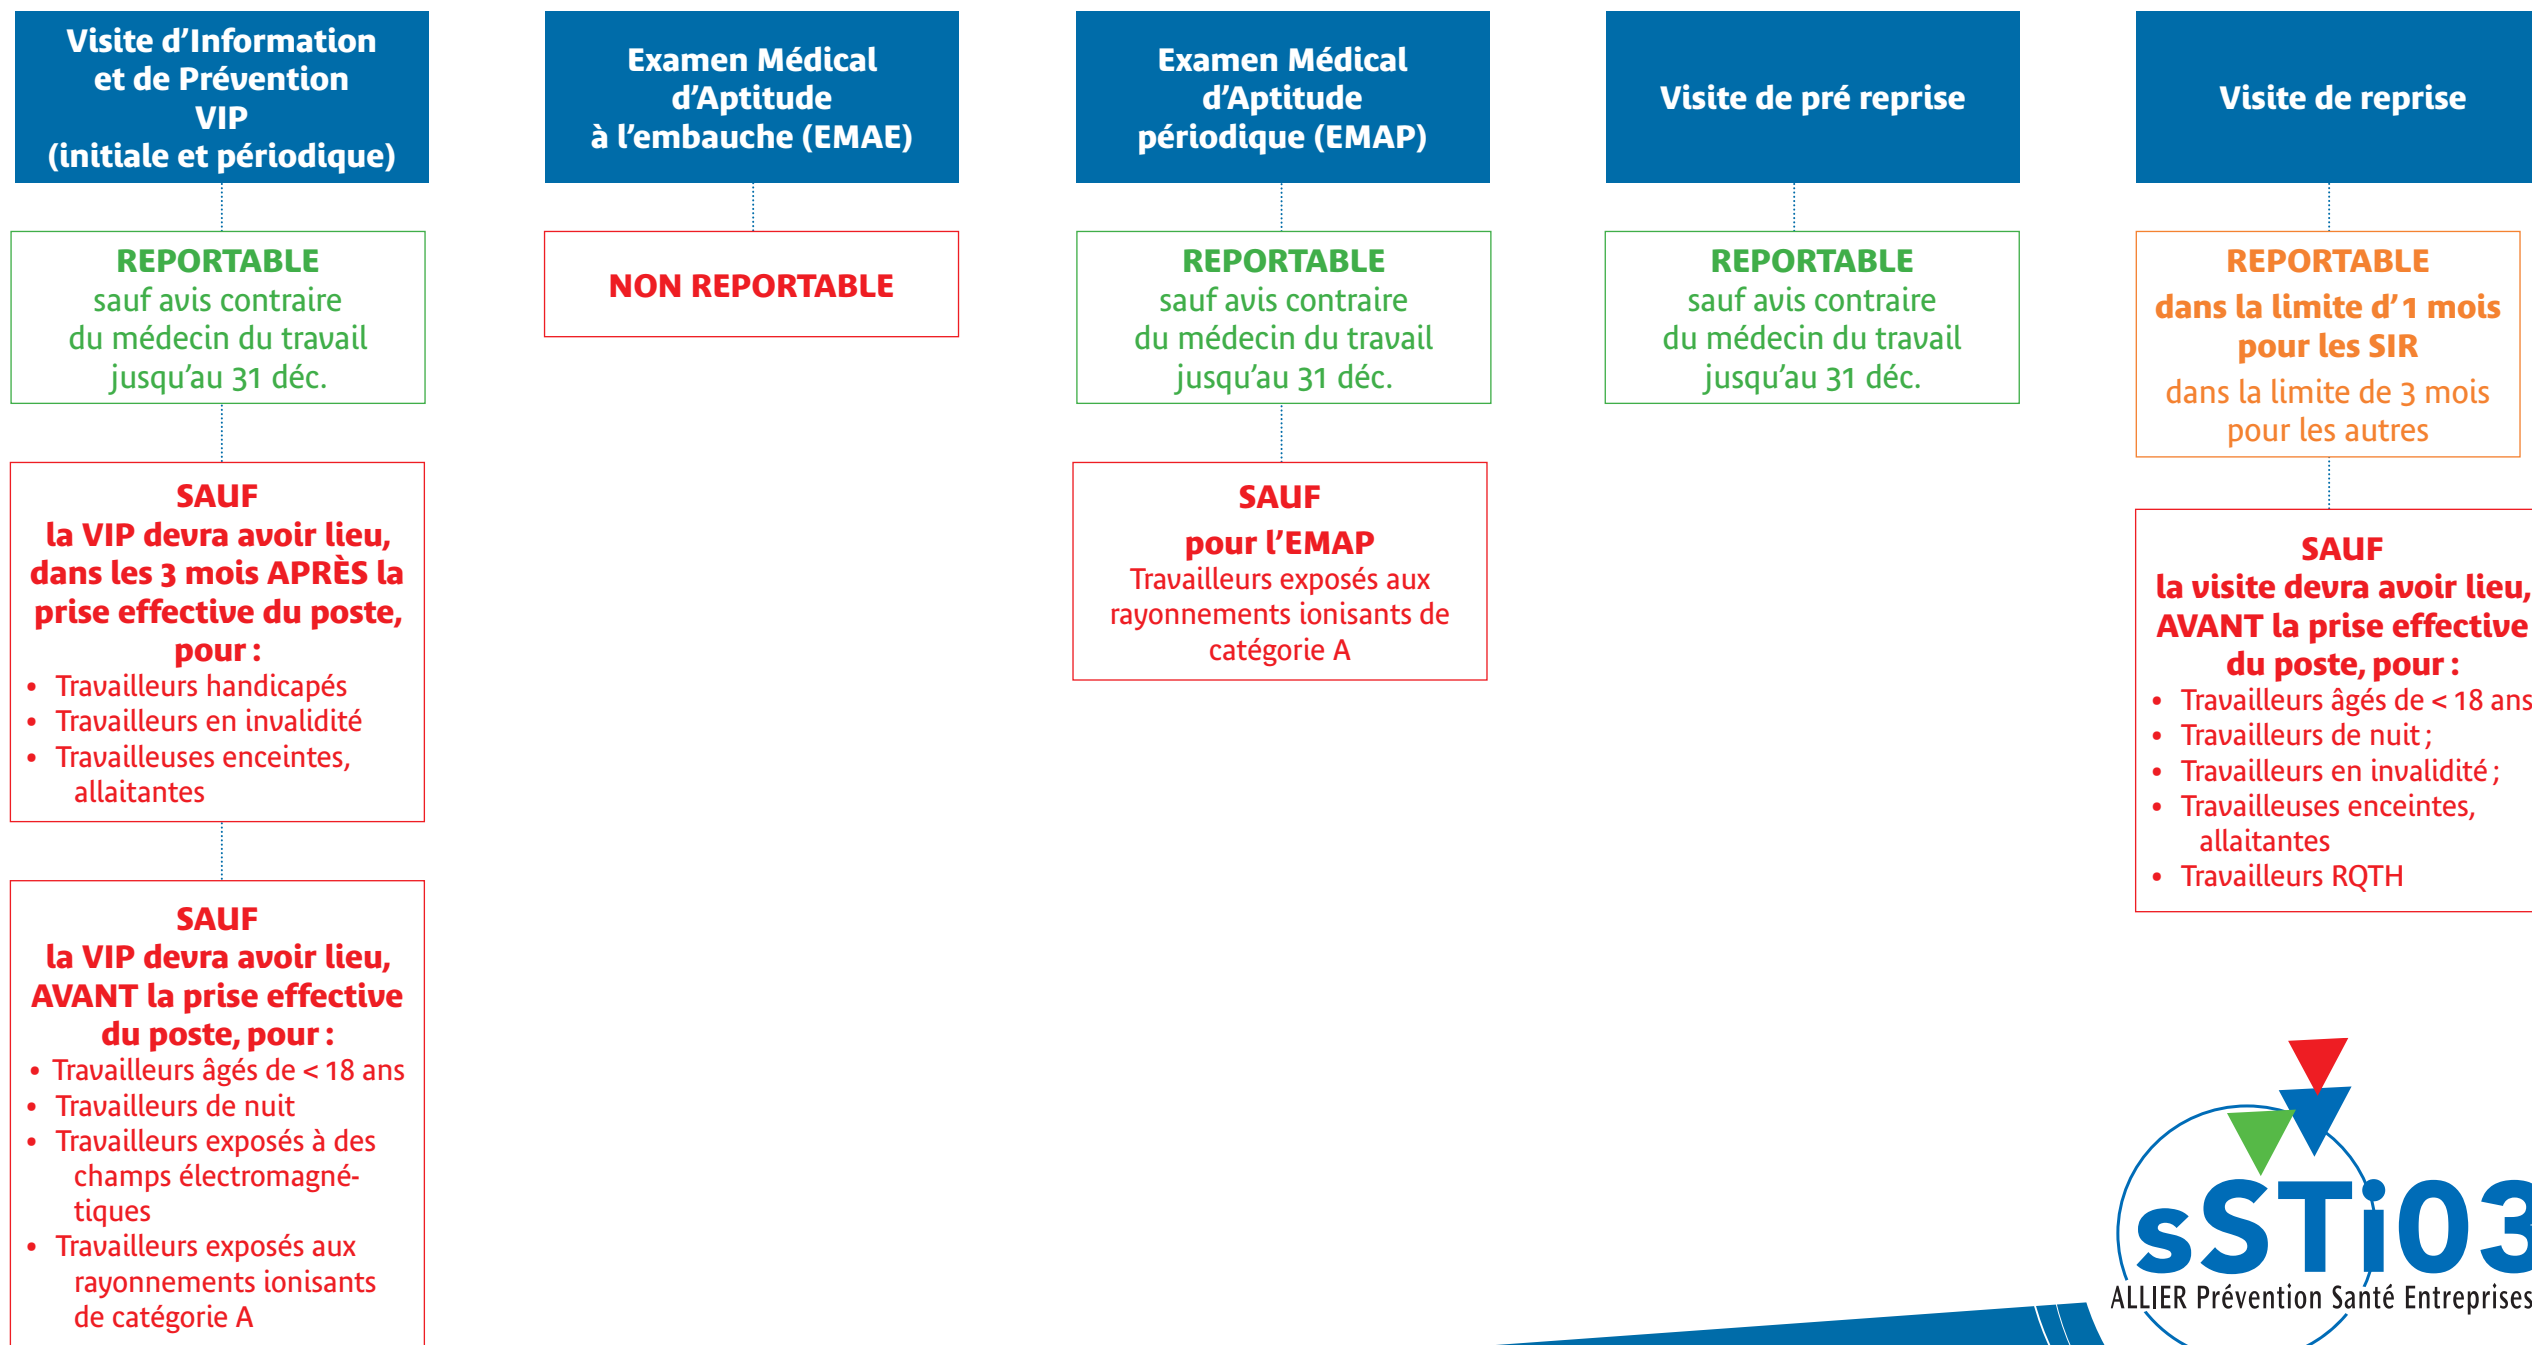 Visite d’Information
et de Prévention
VIP
(initiale et périodique)
REPORTABLE
sauf avis contraire
du médecin du travail
jusqu’au 31 déc.
SAUF
la VIP devra avoir lieu,
dans les 3 mois APRÈS la
prise effective du poste,
pour :
• Travailleurs handicapés
• Travailleurs en invalidité
• Travailleuses enceintes,
allaitantes
SAUF
la VIP devra avoir lieu,
AVANT la prise effective
du poste, pour :
• Travailleurs âgés de < 18 ans
• Travailleurs de nuit
• Travailleurs exposés à des
champs électromagné-
tiques
• Travailleurs exposés aux
rayonnements ionisants
de catégorie A
Examen Médical
d’Aptitude
à l’embauche (EMAE)
NON REPORTABLE
Examen Médical
d’Aptitude
périodique (EMAP)
REPORTABLE
sauf avis contraire
du médecin du travail
jusqu’au 31 déc.
SAUF
pour l’EMAP
Travailleurs exposés aux
rayonnements ionisants de
catégorie A
Visite de pré reprise
REPORTABLE
sauf avis contraire
du médecin du travail
jusqu’au 31 déc.
Visite de reprise
REPORTABLE
dans la limite d’1 mois
pour les SIR
dans la limite de 3 mois
pour les autres
SAUF
la visite devra avoir lieu,
AVANT la prise effective
du poste, pour :
• Travailleurs âgés de < 18 ans
• Travailleurs de nuit ;
• Travailleurs en invalidité ;
• Travailleuses enceintes,
allaitantes
• Travailleurs RQTH
sSTi03
ALLIER Prévention Santé Entreprises